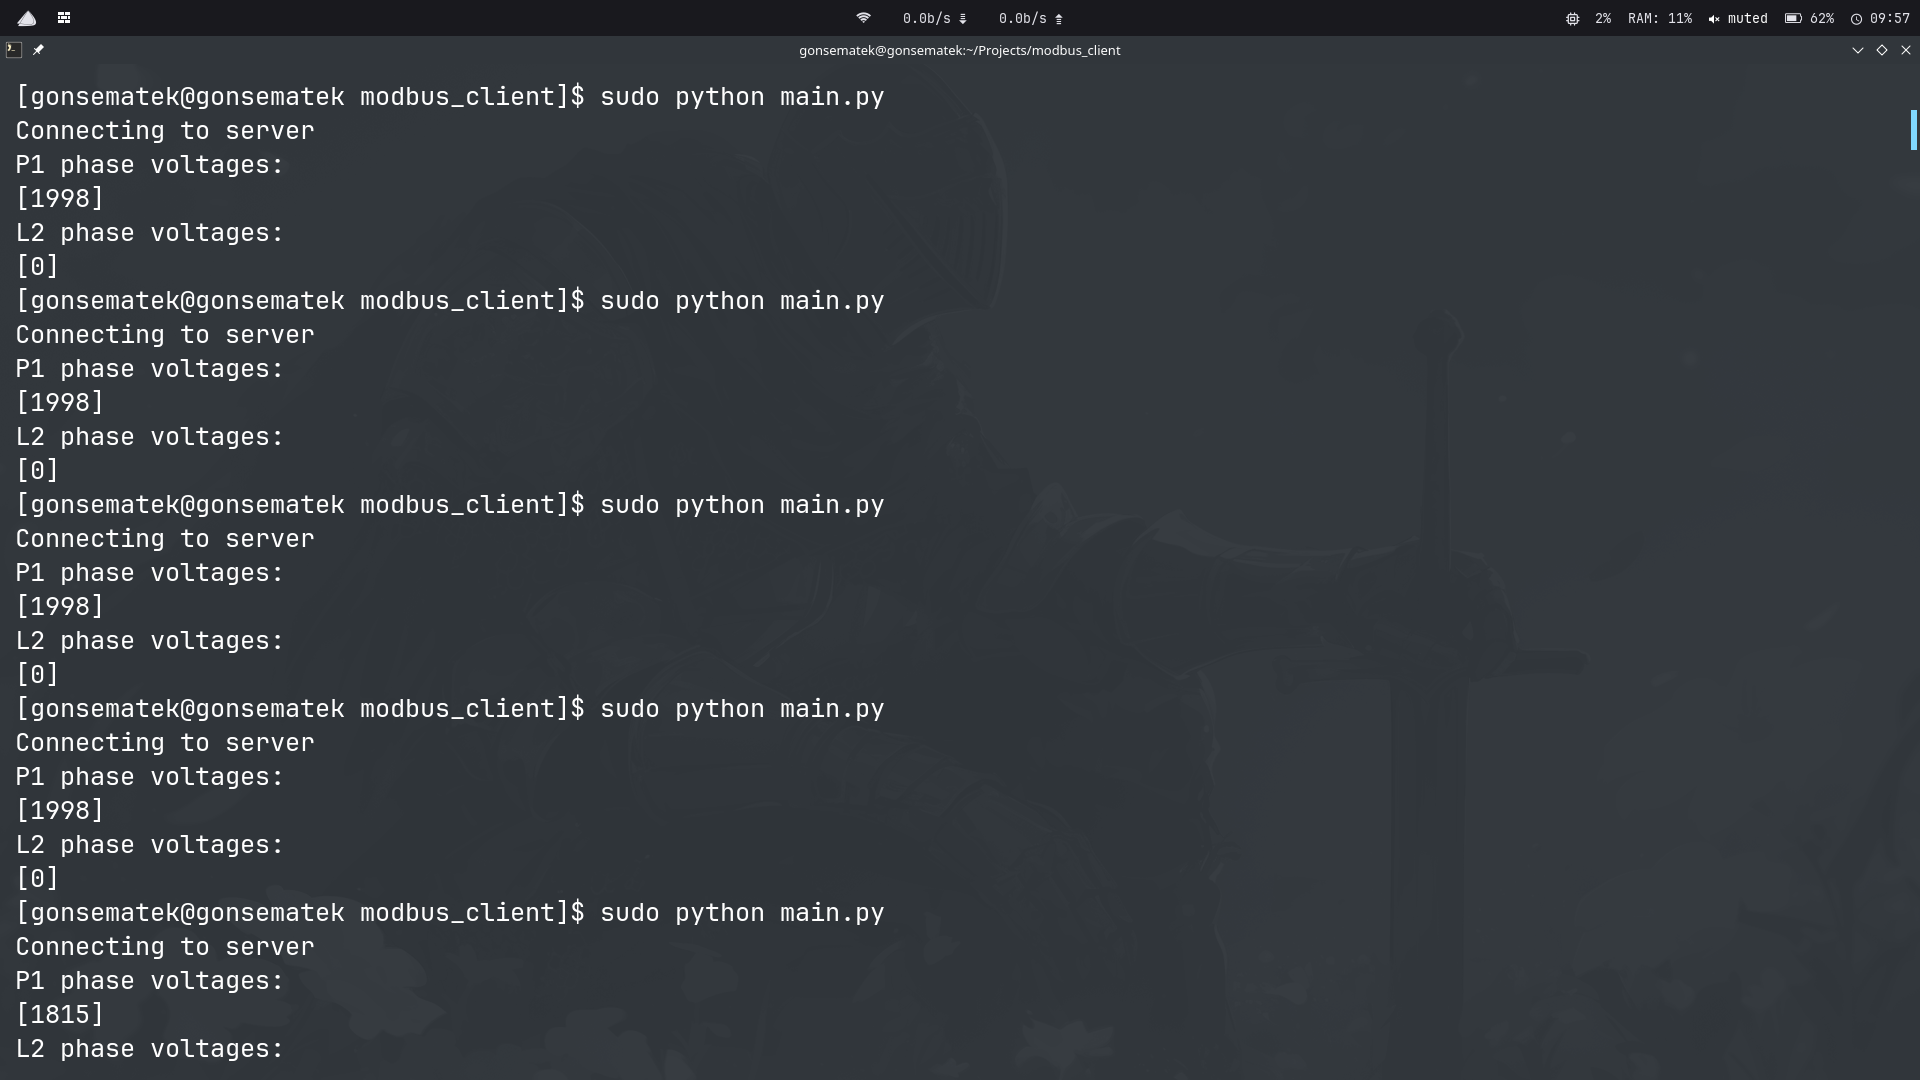 0.0b/s 0.0b/s 2% RAM: 11% muted 62% 09:57
gonsematek@gonsematek:~/Projects/modbus_client
[gonsematek@gonsematek modbus_client]$ sudo python main.py
Connecting to server
P1 phase voltages:
[1998]
L2 phase voltages:
[0]
[gonsematek@gonsematek modbus_client]$ sudo python main.py
Connecting to server
P1 phase voltages:
[1998]
L2 phase voltages:
[0]
[gonsematek@gonsematek modbus_client]$ sudo python main.py
Connecting to server
P1 phase voltages:
[1998]
L2 phase voltages:
[0]
[gonsematek@gonsematek modbus_client]$ sudo python main.py
Connecting to server
P1 phase voltages:
[1998]
L2 phase voltages:
[0]
[gonsematek@gonsematek modbus_client]$ sudo python main.py
Connecting to server
P1 phase voltages:
[1815]
L2 phase voltages: